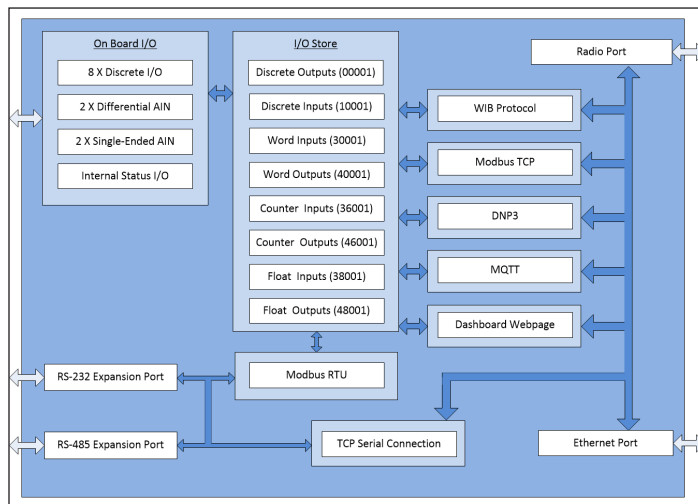 On Board I/O
8 X Discrete I/O
2 X Differential AIN
2 X Single-Ended AIN
Internal Status I/O
I/O Store
Discrete Outputs (00001)
Discrete Inputs (10001)
Word Inputs (30001)
Word Outputs (40001)
Counter Inputs (36001)
Counter Outputs (46001)
Float Inputs (38001)
Float Outputs (48001)
Radio Port
WIB Protocol
Modbus TCP
DNP3
MQTT
Dashboard Webpage
RS-232 Expansion Port
Modbus RTU
RS-485 Expansion Port
TCP Serial Connection
Ethernet Port